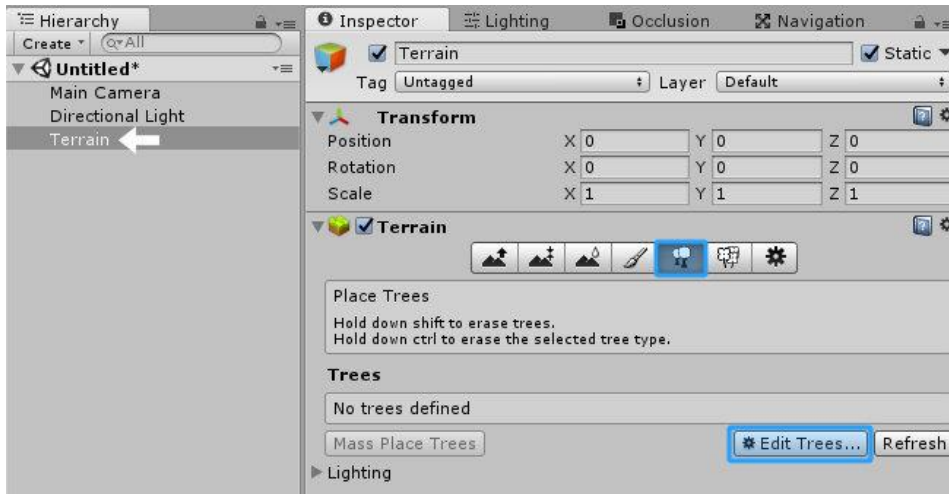 Hierarchy
Create All
Untitled*
Main Camera
Directional Light
Terrain
Inspector Lighting Occlusion Navigation
Terrain Static
Tag Untagged Layer Default
Transform
Position X 0 Y 0 Z 0
Rotation X 0 Y 0 Z 0
Scale X 1 Y 1 Z 1
Terrain
Place Trees
Hold down shift to erase trees.
Hold down ctrl to erase the selected tree type.
Trees
No trees defined
Mass Place Trees Edit Trees... Refresh
Lighting